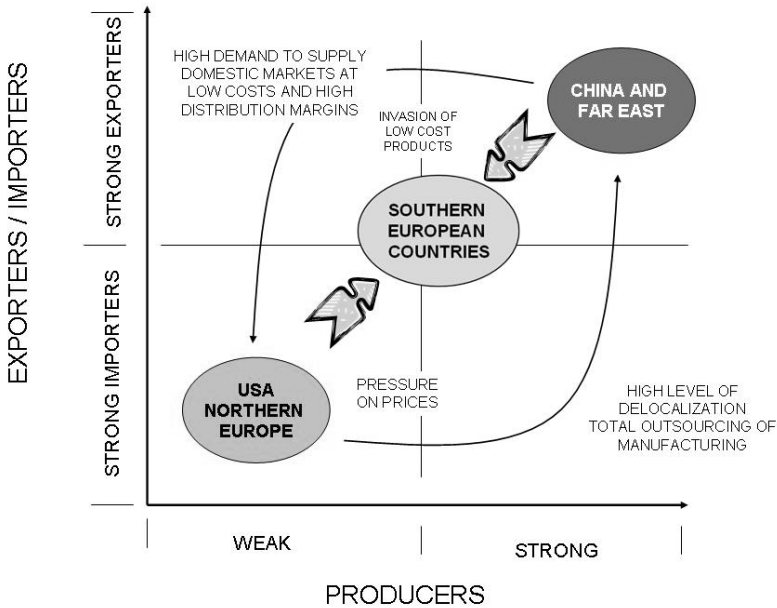 EXPORTERS / IMPORTERS
STRONG EXPORTERS
STRONG IMPORTERS
HIGH DEMAND TO SUPPLY
DOMESTIC MARKETS AT
LOW COSTS AND HIGH
DISTRIBUTION MARGINS
INVASION OF
LOW COST
PRODUCTS
CHINA AND
FAR EAST
SOUTHERN
EUROPEAN
COUNTRIES
USA
NORTHERN
EUROPE
PRESSURE
ON PRICES
HIGH LEVEL OF
DELOCALIZATION
TOTAL OUTSOURCING OF
MANUFACTURING
WEAK
STRONG
PRODUCERS